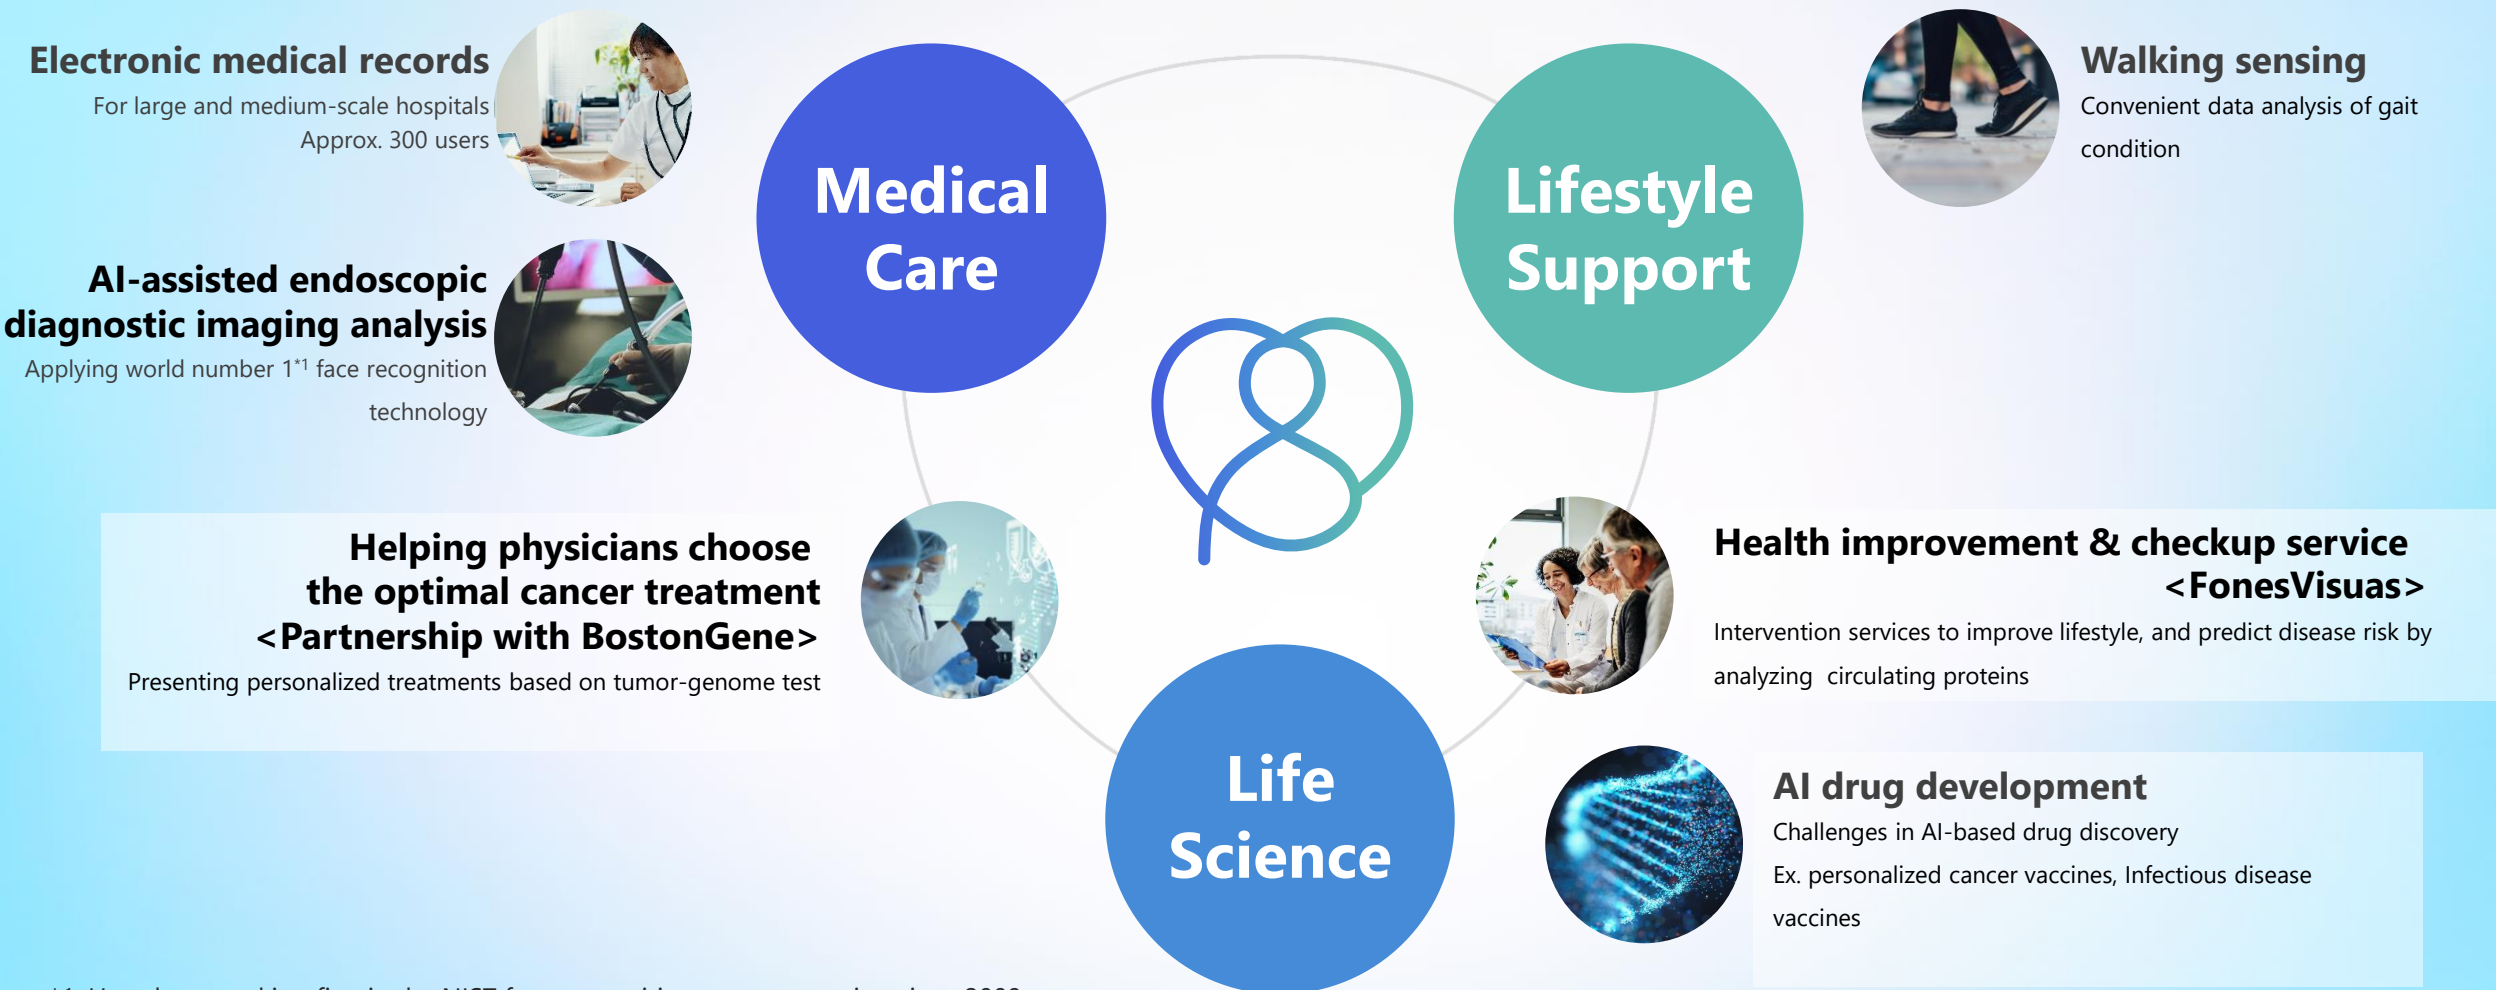 Electronic medical records
For large and medium-scale hospitals
Approx. 300 users
AI-assisted endoscopic
diagnostic imaging analysis
Applying world number 1*1 face recognition
technology
Medical
Care
Lifestyle
Support
Walking sensing
Convenient data analysis of gait
condition
Helping physicians choose
the optimal cancer treatment
<Partnership with BostonGene>
Presenting personalized treatments based on tumor-genome test
Health improvement & checkup service
<FonesVisuas>
Intervention services to improve lifestyle, and predict disease risk by
analyzing  circulating proteins
Life
Science
AI drug development
Challenges in AI-based drug discovery
Ex. personalized cancer vaccines, Infectious disease
vaccines